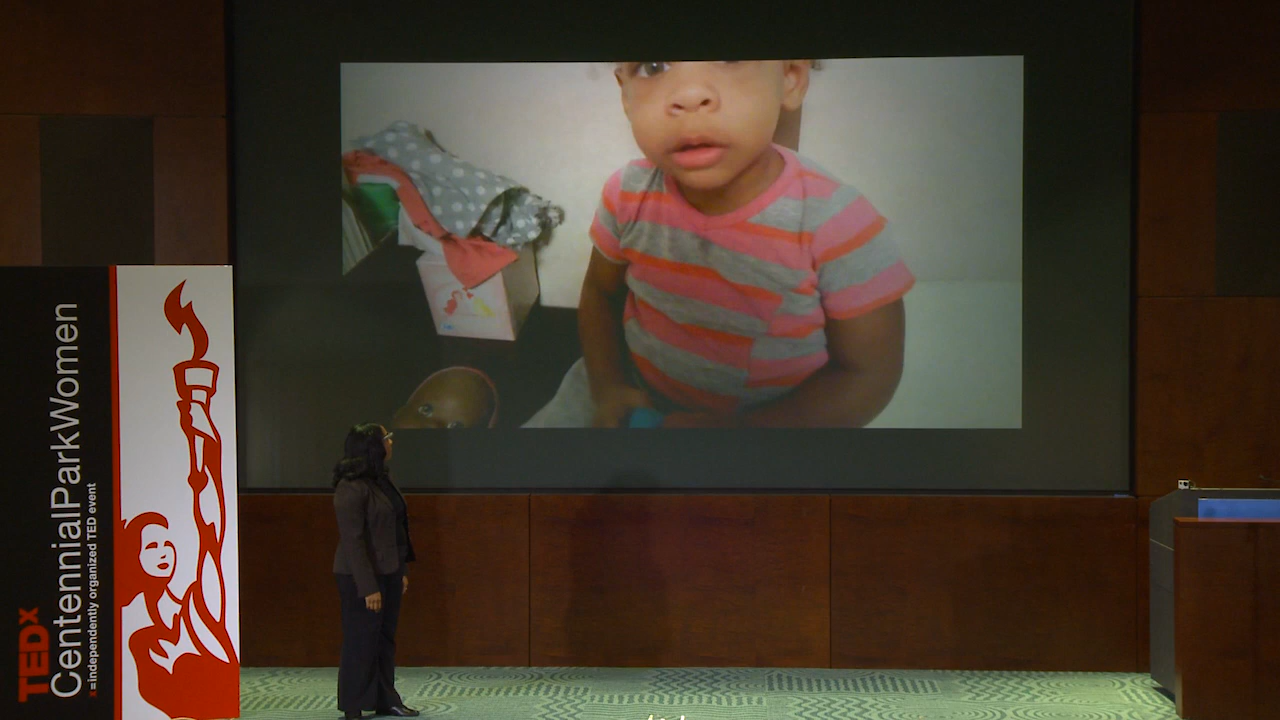 TEDx
CentennialParkWomen
x = independently organized TED event